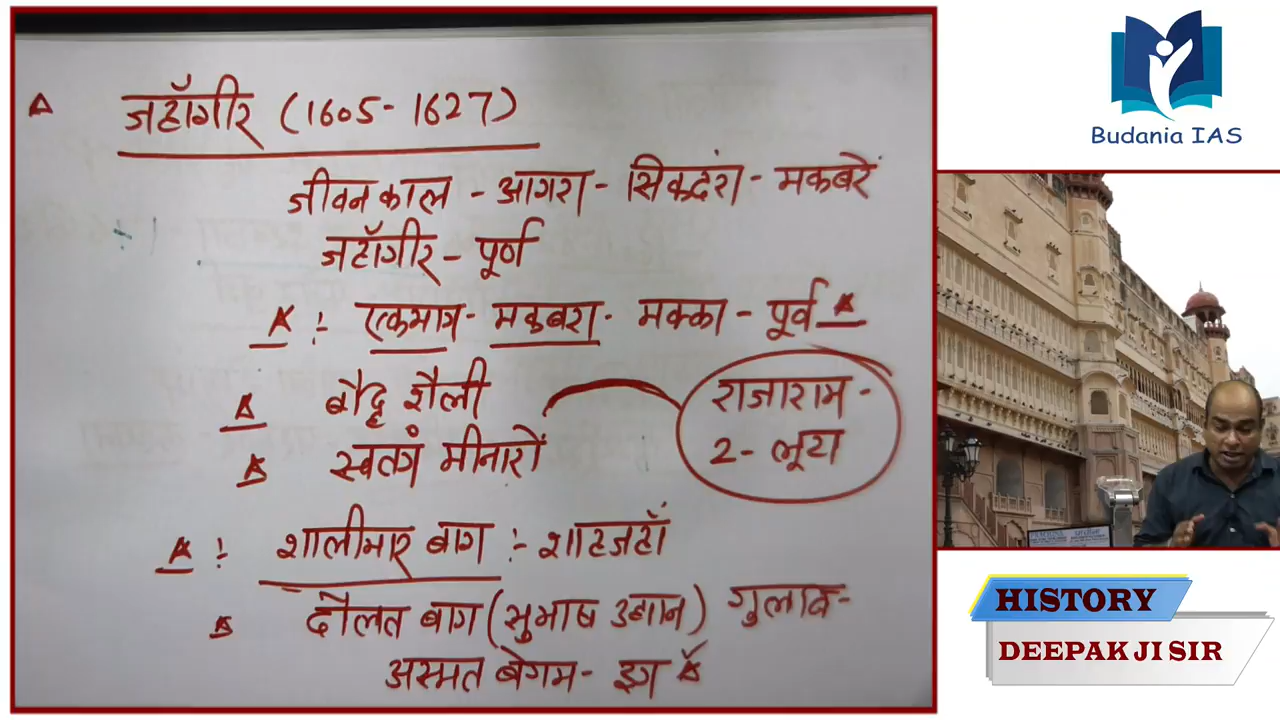 जहाँगीर (1605-1627)
जीवनकाल - आगरा - सिकदंरा - मकबरें
जहाँगीर - पूर्ण
एकमात्र - मकबरा - मक्का - पूर्व
बौद्ध शैली
स्वतंत्र मीनारों
राजाराम -
2 - लूटा
शालीमार बाग :- शाहजहाँ
दौलत बाग (सुभाष उद्यान) गुलाब -
अस्मत बेगम - इत्र
Budania IAS
HISTORY
DEEPAK JI SIR